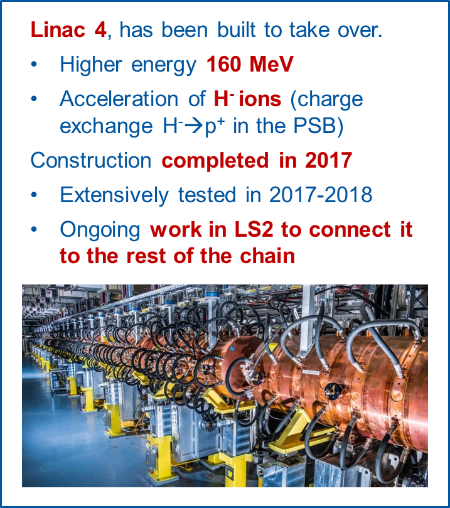 Linac 4, has been built to take over.
• Higher energy 160 MeV
• Acceleration of H- ions (charge
exchange H-→p+ in the PSB)
Construction completed in 2017
• Extensively tested in 2017-2018
• Ongoing work in LS2 to connect it
to the rest of the chain